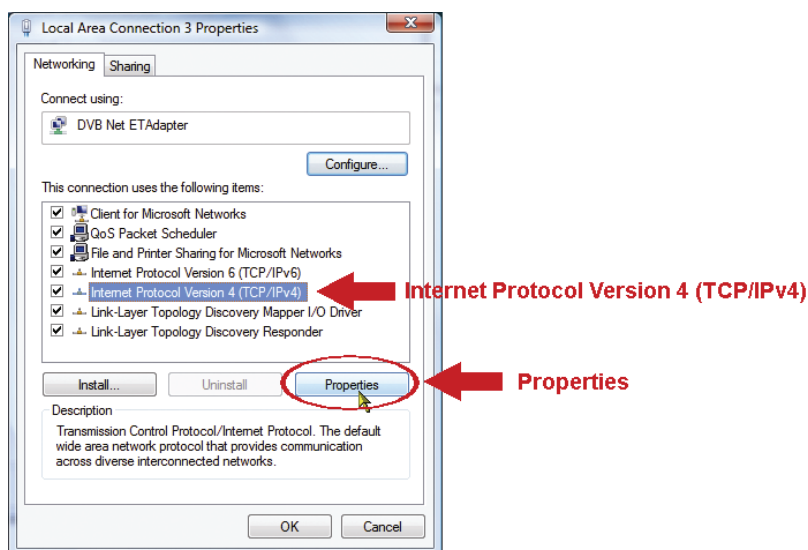 Local Area Connection 3 Properties
Networking
Sharing
Connect using:
DVB Net ETAdapter
Configure...
This connection uses the following items:
Client for Microsoft Networks
QoS Packet Scheduler
File and Printer Sharing for Microsoft Networks
Internet Protocol Version 6 (TCP/IPv6)
Internet Protocol Version 4 (TCP/IPv4)
Internet Protocol Version 4 (TCP/IPv4)
Link-Layer Topology Discovery Mapper I/O Driver
Link-Layer Topology Discovery Responder
Install...
Uninstall
Properties
Properties
Description
Transmission Control Protocol/Internet Protocol. The default
wide area network protocol that provides communication
across diverse interconnected networks.
OK
Cancel